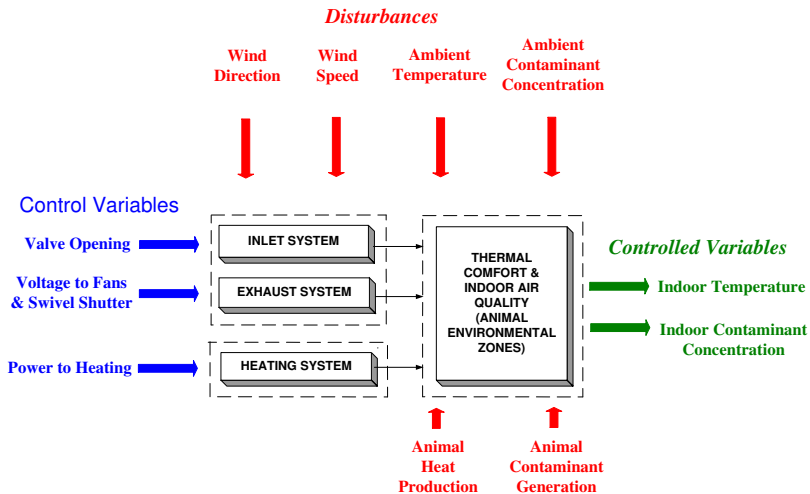 Disturbances
Wind
Direction
Wind
Speed
Ambient
Temperature
Ambient
Contaminant
Concentration
Control Variables
Valve Opening
Voltage to Fans
& Swivel Shutter
Power to Heating
INLET SYSTEM
EXHAUST SYSTEM
HEATING SYSTEM
THERMAL
COMFORT &
INDOOR AIR
QUALITY
(ANIMAL
ENVIRONMENTAL
ZONES)
Controlled Variables
Indoor Temperature
Indoor Contaminant
Concentration
Animal
Heat
Production
Animal
Contaminant
Generation